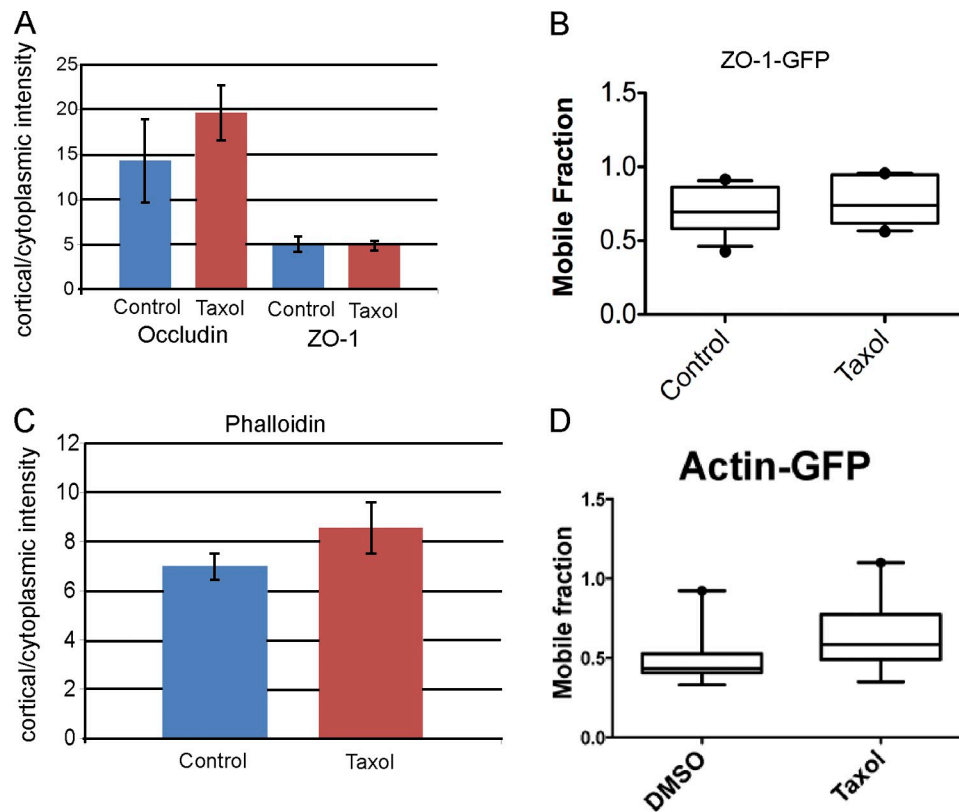 A
cortical/cytoplasmic intensity
25
20
15
10
5
0
Control Taxol Control Taxol
Occludin ZO-1
B
ZO-1-GFP
Mobile Fraction
1.5
1.0
0.5
0.0
Control Taxol
C
Phalloidin
cortical/cytoplasmic intensity
12
10
8
6
4
2
0
Control Taxol
D
Actin-GFP
Mobile fraction
1.5
1.0
0.5
0.0
DMSO Taxol